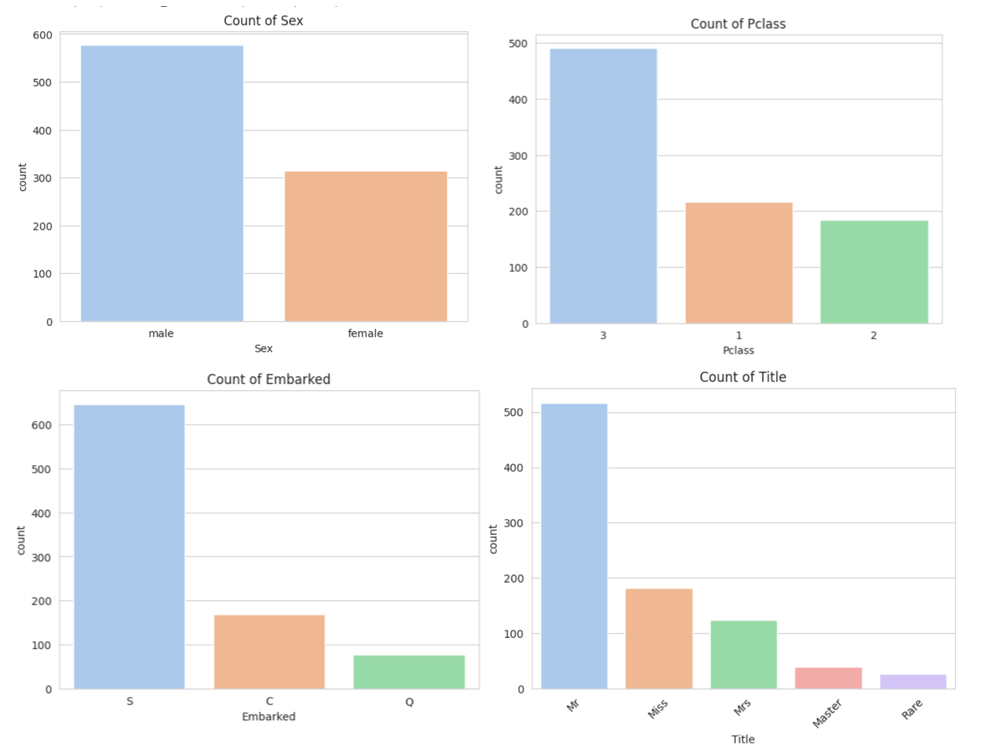 Count of Sex
600
500
400
300
200
100
0
count
male female
Sex
Count of Pclass
500
400
300
200
100
0
count
3 1 2
Pclass
Count of Embarked
600
500
400
300
200
100
0
count
S C Q
Embarked
Count of Title
500
400
300
200
100
0
count
Mr Miss Mrs Master Rare
Title